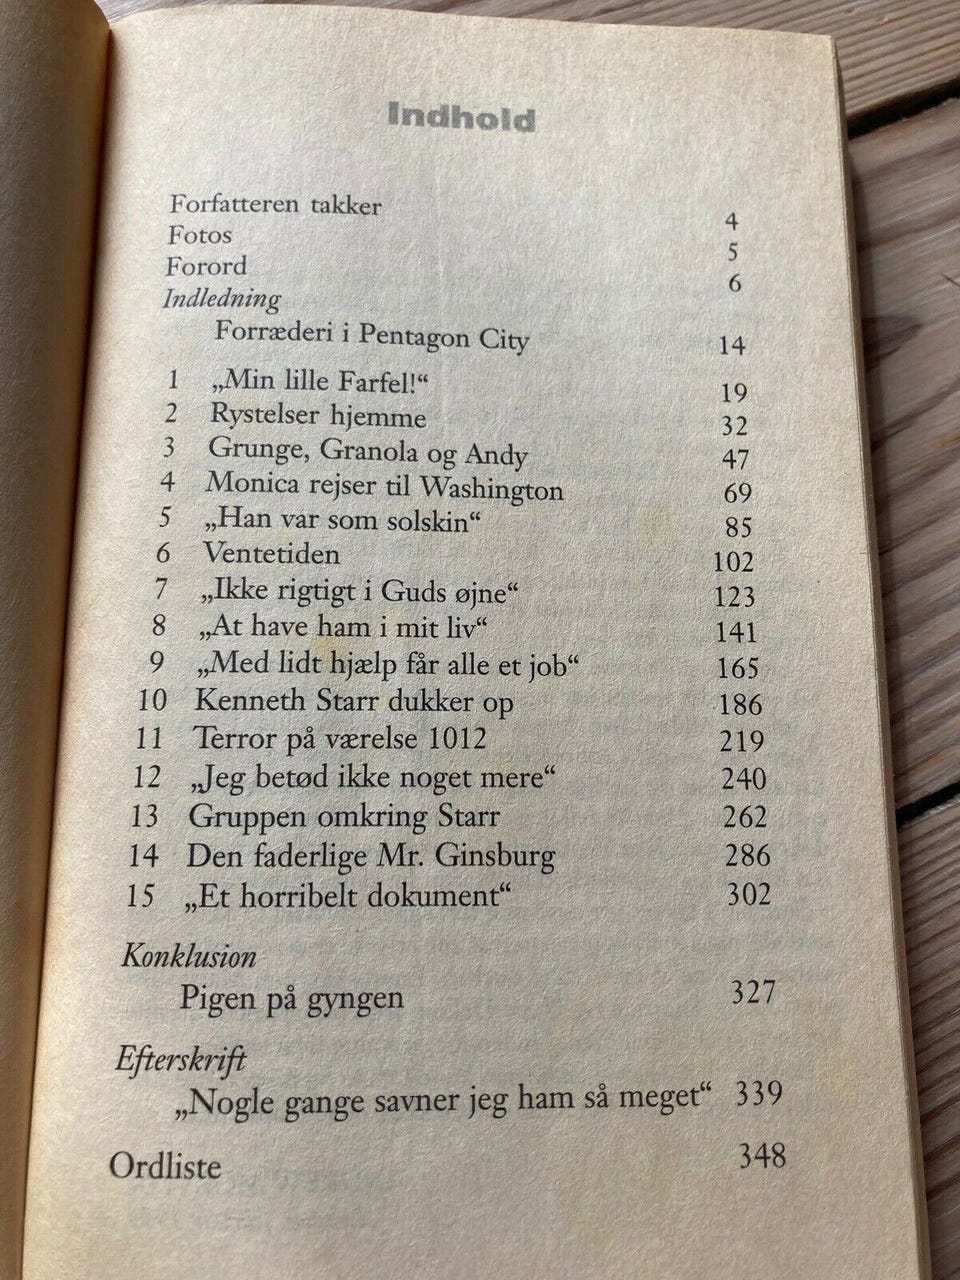 Indhold
Forfatteren takker 4
Fotos 5
Forord 6
Indledning
Forræderi i Pentagon City 14
1 „Min lille Farfel!“ 19
2 Rystelser hjemme 32
3 Grunge, Granola og Andy 47
4 Monica rejser til Washington 69
5 „Han var som solskin“ 85
6 Ventetiden 102
7 „Ikke rigtigt i Guds øjne“ 123
8 „At have ham i mit liv“ 141
9 „Med lidt hjælp får alle et job“ 165
10 Kenneth Starr dukker op 186
11 Terror på værelse 1012 219
12 „Jeg betød ikke noget mere“ 240
13 Gruppen omkring Starr 262
14 Den faderlige Mr. Ginsburg 286
15 „Et horribelt dokument“ 302
Konklusion
Pigen på gyngen 327
Efterskrift
„Nogle gange savner jeg ham så meget“ 339
Ordliste 348